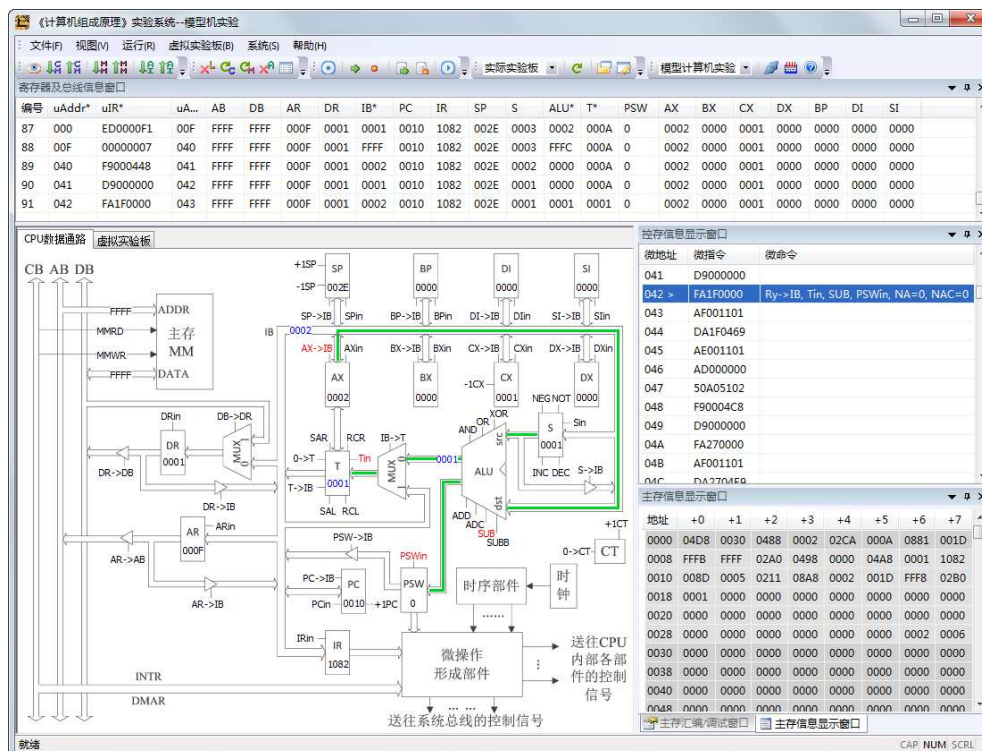 《计算机组成原理》实验系统--模型机实验
文件(F) 视图(V) 运行(R) 虚拟实验板(B) 系统(S) 帮助(H)
实际实验板 模型计算机实验
寄存器及总线信息窗口
编号 uAddr* uIR* uA... AB DB AR DR IB* PC IR SP S ALU* T* PSW AX BX CX DX BP DI SI
87 000 ED0000F1 00F FFFF FFFF 000F 0001 0001 0010 1082 002E 0003 0002 000A 0 0002 0000 0001 0000 0000 0000 0000
88 00F 00000007 040 FFFF FFFF 000F 0001 FFFF 0010 1082 002E 0003 FFFC 000A 0 0002 0000 0001 0000 0000 0000 0000
89 040 F9000448 041 FFFF FFFF 000F 0001 0002 0010 1082 002E 0002 0000 000A 0 0002 0000 0001 0000 0000 0000 0000
90 041 D9000000 042 FFFF FFFF 000F 0001 0001 0010 1082 002E 0001 0000 000A 0 0002 0000 0001 0000 0000 0000 0000
91 042 FA1F0000 043 FFFF FFFF 000F 0001 0002 0010 1082 002E 0001 0001 0001 0 0002 0000 0001 0000 0000 0000 0000
CPU数据通路 虚拟实验板
CB AB DB
FFFF ADDR
MMRD 主存
MMWR MM
FFFF DATA
+1SP SP BP DI SI
-1SP 002E 0000 0000 0000
SP->IB SPin BP->IB BPin DI->IB DIin SI->IB SIin
IB 0002
AX->IB AXin BX->IB BXin CX->IB CXin DX->IB DXin
AX BX -1CX CX DX
0002 0000 0001 0000
NEG NOT
XOR
OR
AND
S Sin
0001
INC DEC S->IB
DRin DB->DR
DR MUX 1 0
0001
DR->DB
DR->IB
SAR RCR IB->T
0->T T Tin MUX 0 1 0001 ALU src dst
T->IB 0001
SAL RCL
ADD ADC SUB SUBB
ARin
AR
000F
AR->AB
AR->IB
PSW->IB
PSWin
PC->IB PC PSW
PCin 0010 +1PC 0
+1CT
0->CT CT
时序部件 时钟
......
IRin IR
1082
微操作
形成部件
送往CPU
内部各部
件的控制
信号
INTR
DMAR
... ...
送往系统总线的控制信号
控存信息显示窗口
微地址 微指令 微命令
041 D9000000
042 > FA1F0000 Ry->IB, Tin, SUB, PSWin, NA=0, NAC=0
043 AF001101
044 DA1F0469
045 AE001101
046 AD000000
047 50A05102
048 F90004C8
049 D9000000
04A FA270000
04B AF001101
04C DA2704E9
主存信息显示窗口
地址 +0 +1 +2 +3 +4 +5 +6 +7
0000 04D8 0030 0488 0002 02CA 000A 0881 001D
0008 FFFB FFFF 02A0 0498 0000 04A8 0001 1082
0010 008D 0005 0211 08A8 0002 001D FFF8 02B0
0018 0001 0000 0000 0000 0000 0000 0000 0000
0020 0000 0000 0000 0000 0000 0000 0000 0000
0028 0000 0000 0000 0000 0000 0000 0002 0006
0030 0000 0000 0000 0000 0000 0000 0000 0000
0038 0000 0000 0000 0000 0000 0000 0000 0000
0040 0000 0000 0000 0000 0000 0000 0000 0000
0048 0000 0000 0000 0000 0000 0000 0000 0000
主存汇编/调试窗口 主存信息显示窗口
就绪 CAP NUM SCRL